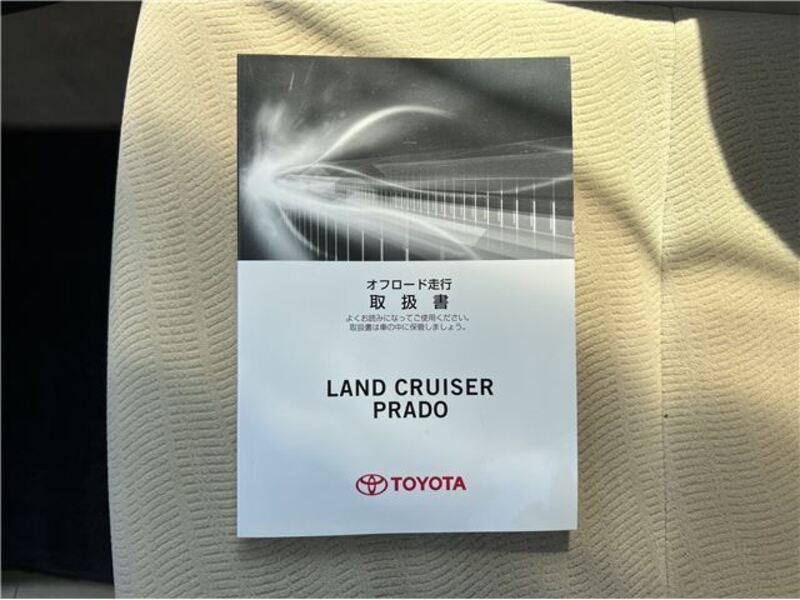 オフロード走行
取扱書
よくお読みになってご使用ください。
取扱書は車の中に保管しましょう。
LAND CRUISER
PRADO
TOYOTA